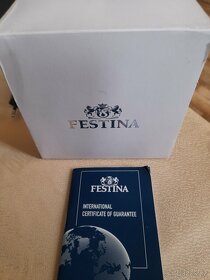 FESTINA
FESTINA
INTERNATIONAL
CERTIFICATE OF GUARANTEE